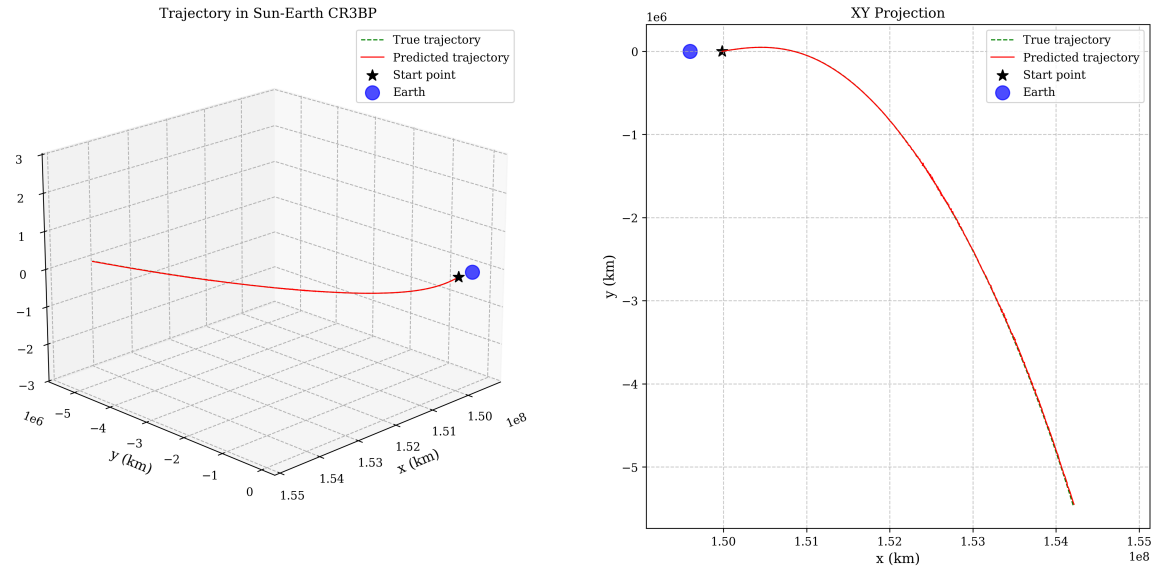 Trajectory in Sun-Earth CR3BP
True trajectory
Predicted trajectory
Start point
Earth
3
2
1
0
−1
−2
−3
1e6
−5
−4
−3
−2
−1
0
y (km)
1.55
1.54
1.53
1.52
1.51
1.50
1e8
x (km)
XY Projection
1e6
True trajectory
Predicted trajectory
Start point
Earth
0
−1
−2
−3
−4
−5
y (km)
1.50
1.51
1.52
1.53
1.54
1.55
1e8
x (km)